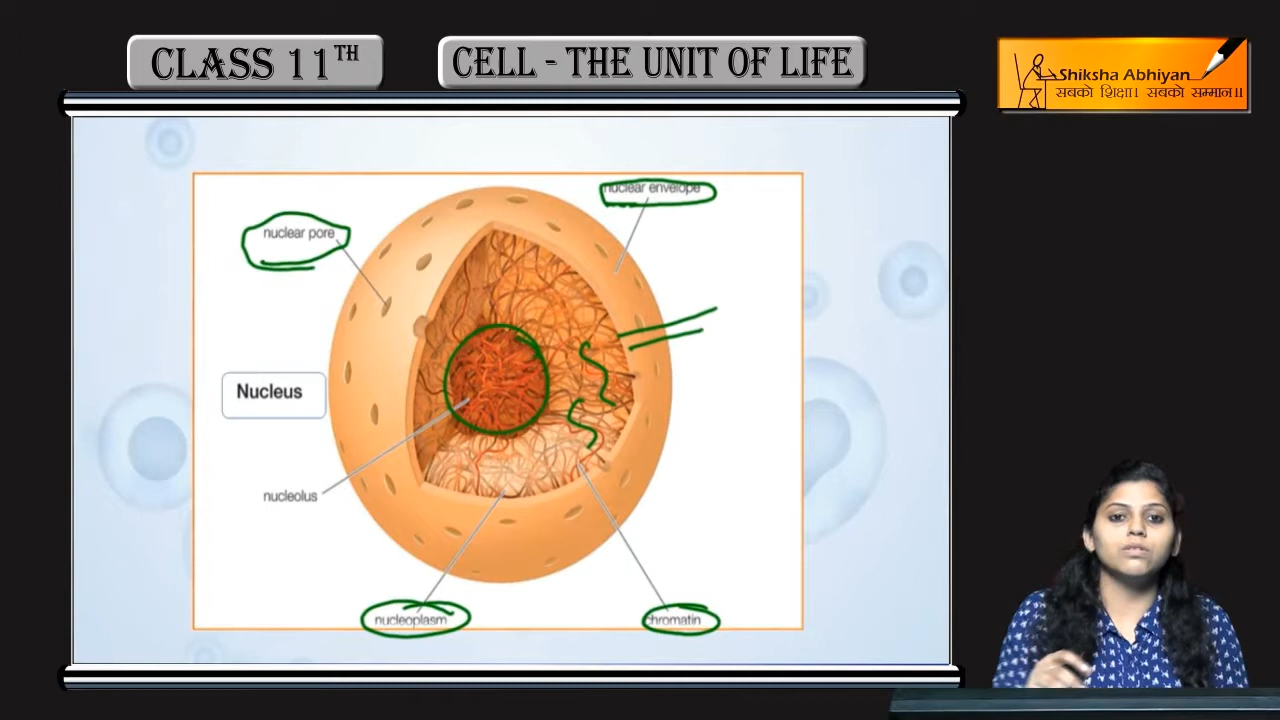 CLASS 11TH
CELL - THE UNIT OF LIFE
Shiksha Abhiyan
सबको शिक्षा। सबको सम्मान।।
nuclear envelope
nuclear pore
Nucleus
nucleolus
nucleoplasm
chromatin